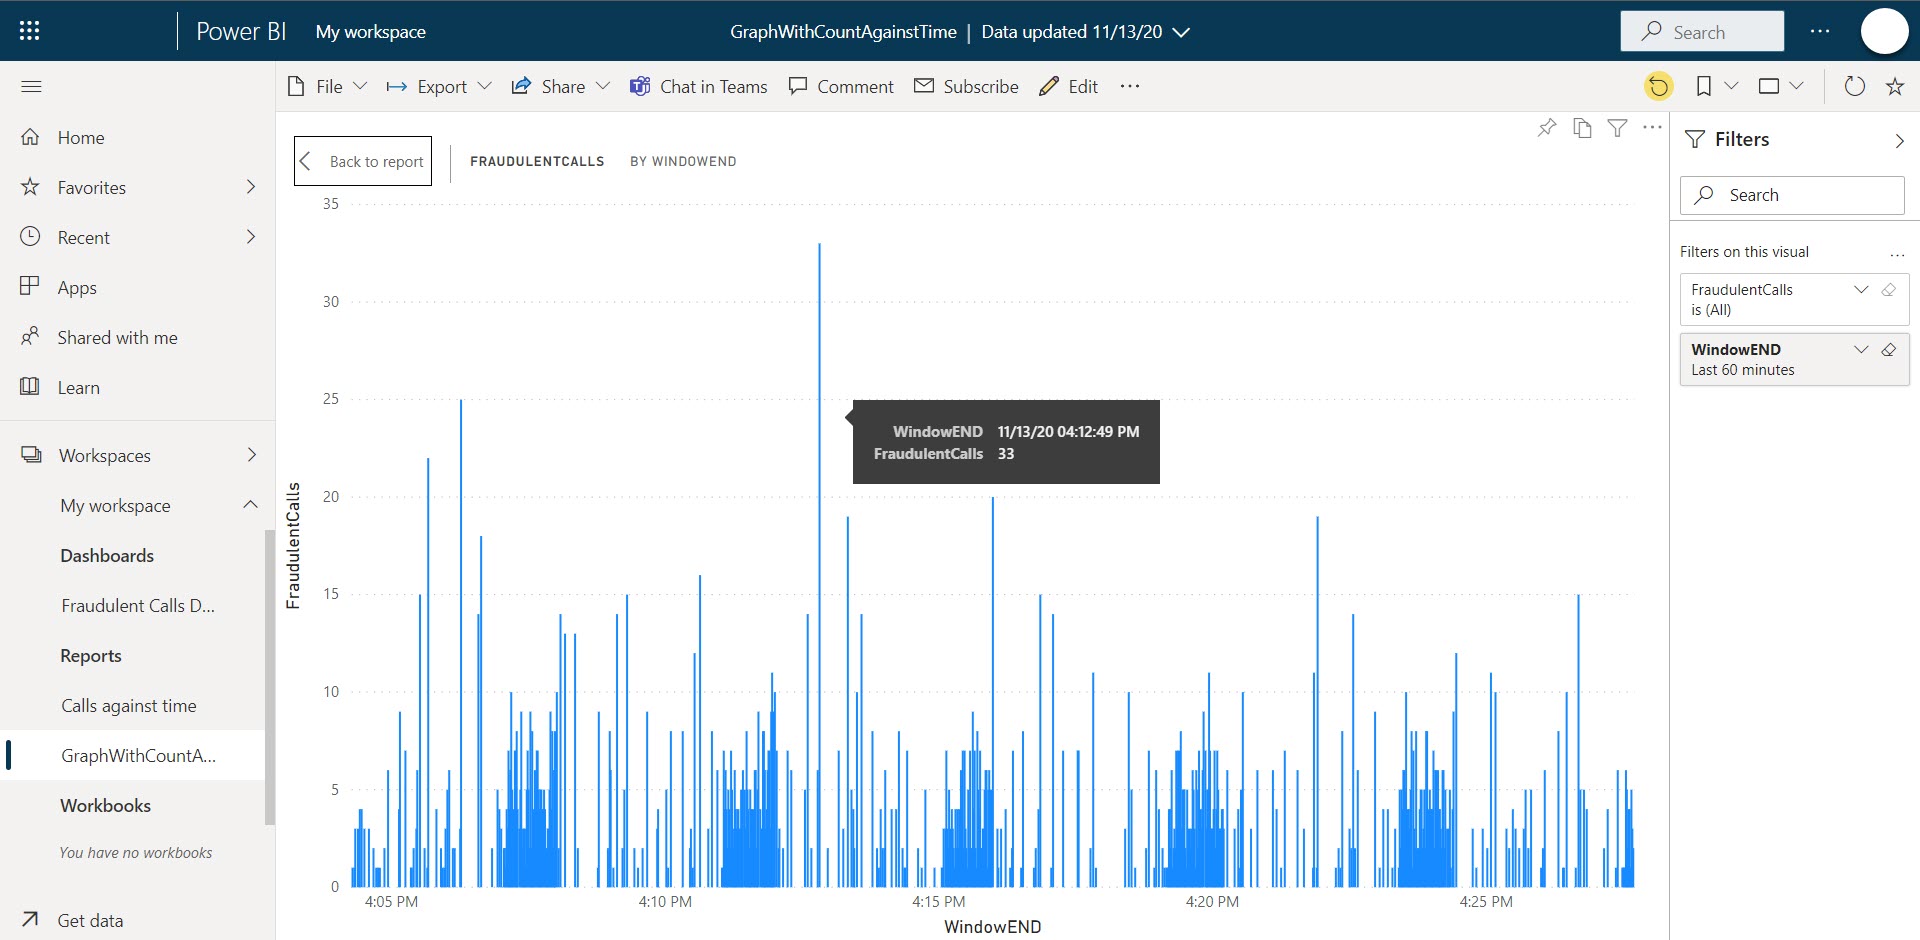 Power BI My workspace
GraphWithCountAgainstTime | Data updated 11/13/20
Search
File Export Share Chat in Teams Comment Subscribe Edit
Home
Favorites
Recent
Apps
Shared with me
Learn
Workspaces
My workspace
Dashboards
Fraudulent Calls D...
Reports
Calls against time
GraphWithCountA...
Workbooks
You have no workbooks
Get data
Back to report
FRAUDULENTCALLS BY WINDOWEND
35
30
25
20
15
10
5
0
FraudulentCalls
WindowEND 11/13/20 04:12:49 PM
FraudulentCalls 33
4:05 PM 4:10 PM 4:15 PM 4:20 PM 4:25 PM
WindowEND
Filters
Search
Filters on this visual
FraudulentCalls
is (All)
WindowEND
Last 60 minutes